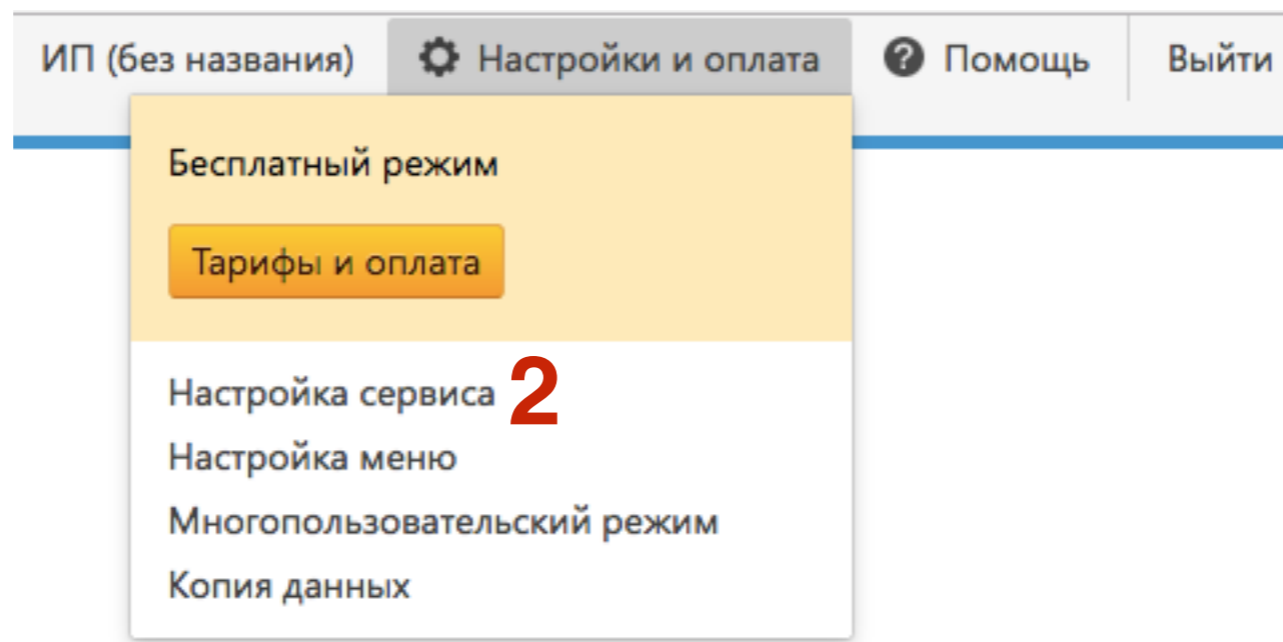 ИП (без названия) Настройки и оплата Помощь Выйти
Бесплатный режим
Тарифы и оплата
Настройка сервиса 2
Настройка меню
Многопользовательский режим
Копия данных